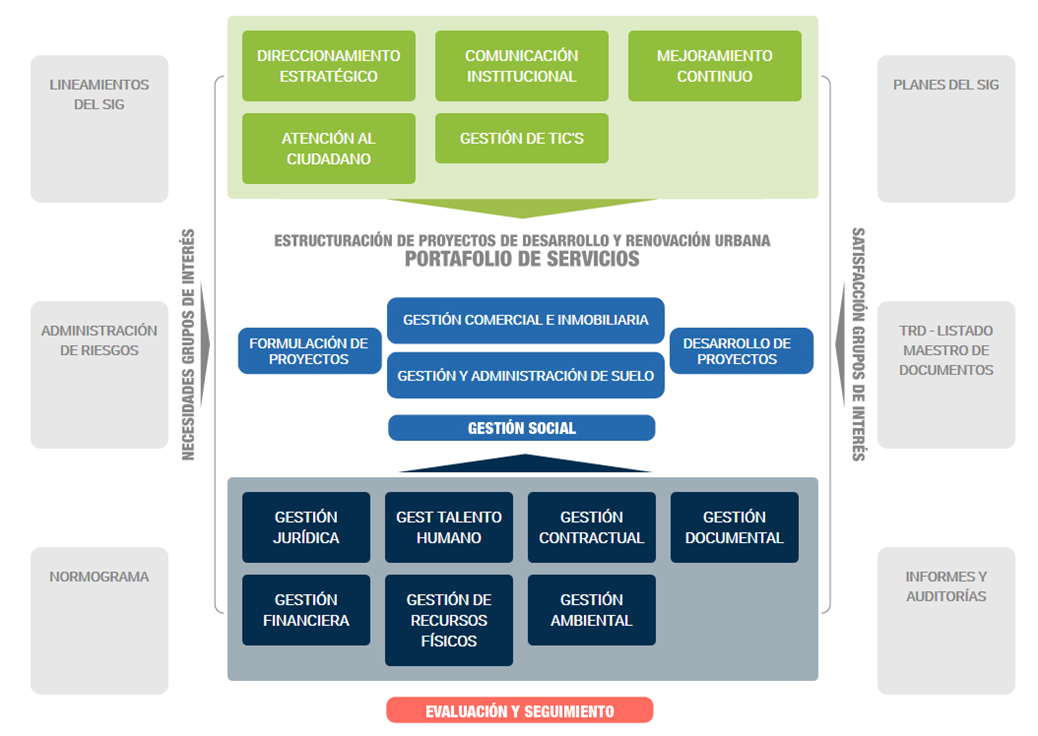 DIRECCIONAMIENTO
ESTRATÉGICO
COMUNICACIÓN
INSTITUCIONAL
MEJORAMIENTO
CONTINUO
ATENCIÓN AL
CIUDADANO
GESTIÓN DE TIC'S
LINEAMIENTOS
DEL SIG
ADMINISTRACIÓN
DE RIESGOS
NORMOGRAMA
NECESIDADES GRUPOS DE INTERÉS
ESTRUCTURACIÓN DE PROYECTOS DE DESARROLLO Y RENOVACIÓN URBANA
PORTAFOLIO DE SERVICIOS
FORMULACIÓN DE
PROYECTOS
GESTIÓN COMERCIAL E INMOBILIARIA
GESTIÓN Y ADMINISTRACIÓN DE SUELO
DESARROLLO DE
PROYECTOS
GESTIÓN SOCIAL
SATISFACCIÓN GRUPOS DE INTERÉS
PLANES DEL SIG
TRD - LISTADO
MAESTRO DE
DOCUMENTOS
INFORMES Y
AUDITORÍAS
GESTIÓN
JURÍDICA
GEST TALENTO
HUMANO
GESTIÓN
CONTRACTUAL
GESTIÓN
DOCUMENTAL
GESTIÓN
FINANCIERA
GESTIÓN DE
RECURSOS
FÍSICOS
GESTIÓN
AMBIENTAL
EVALUACIÓN Y SEGUIMIENTO